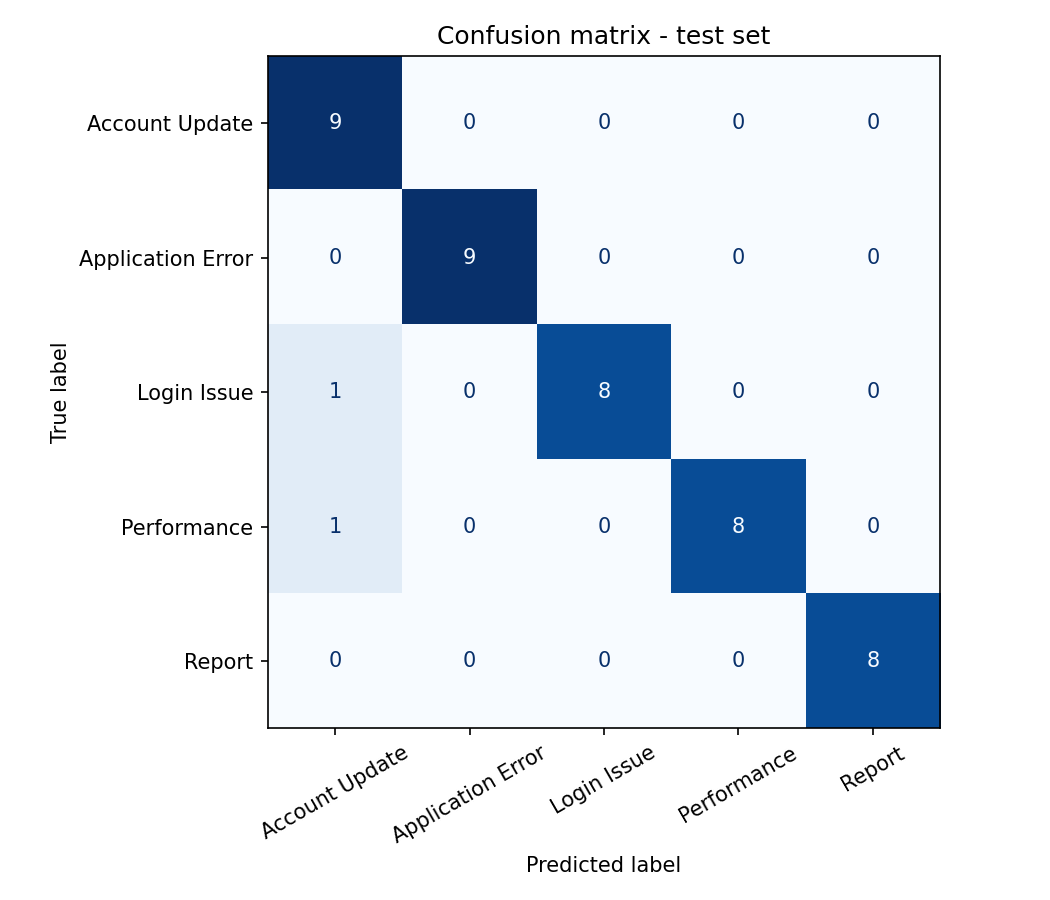 Confusion matrix - test set
Account Update 9 0 0 0 0
Application Error 0 9 0 0 0
Login Issue 1 0 8 0 0
Performance 1 0 0 8 0
Report 0 0 0 0 8
True label
Account Update Application Error Login Issue Performance Report
Predicted label